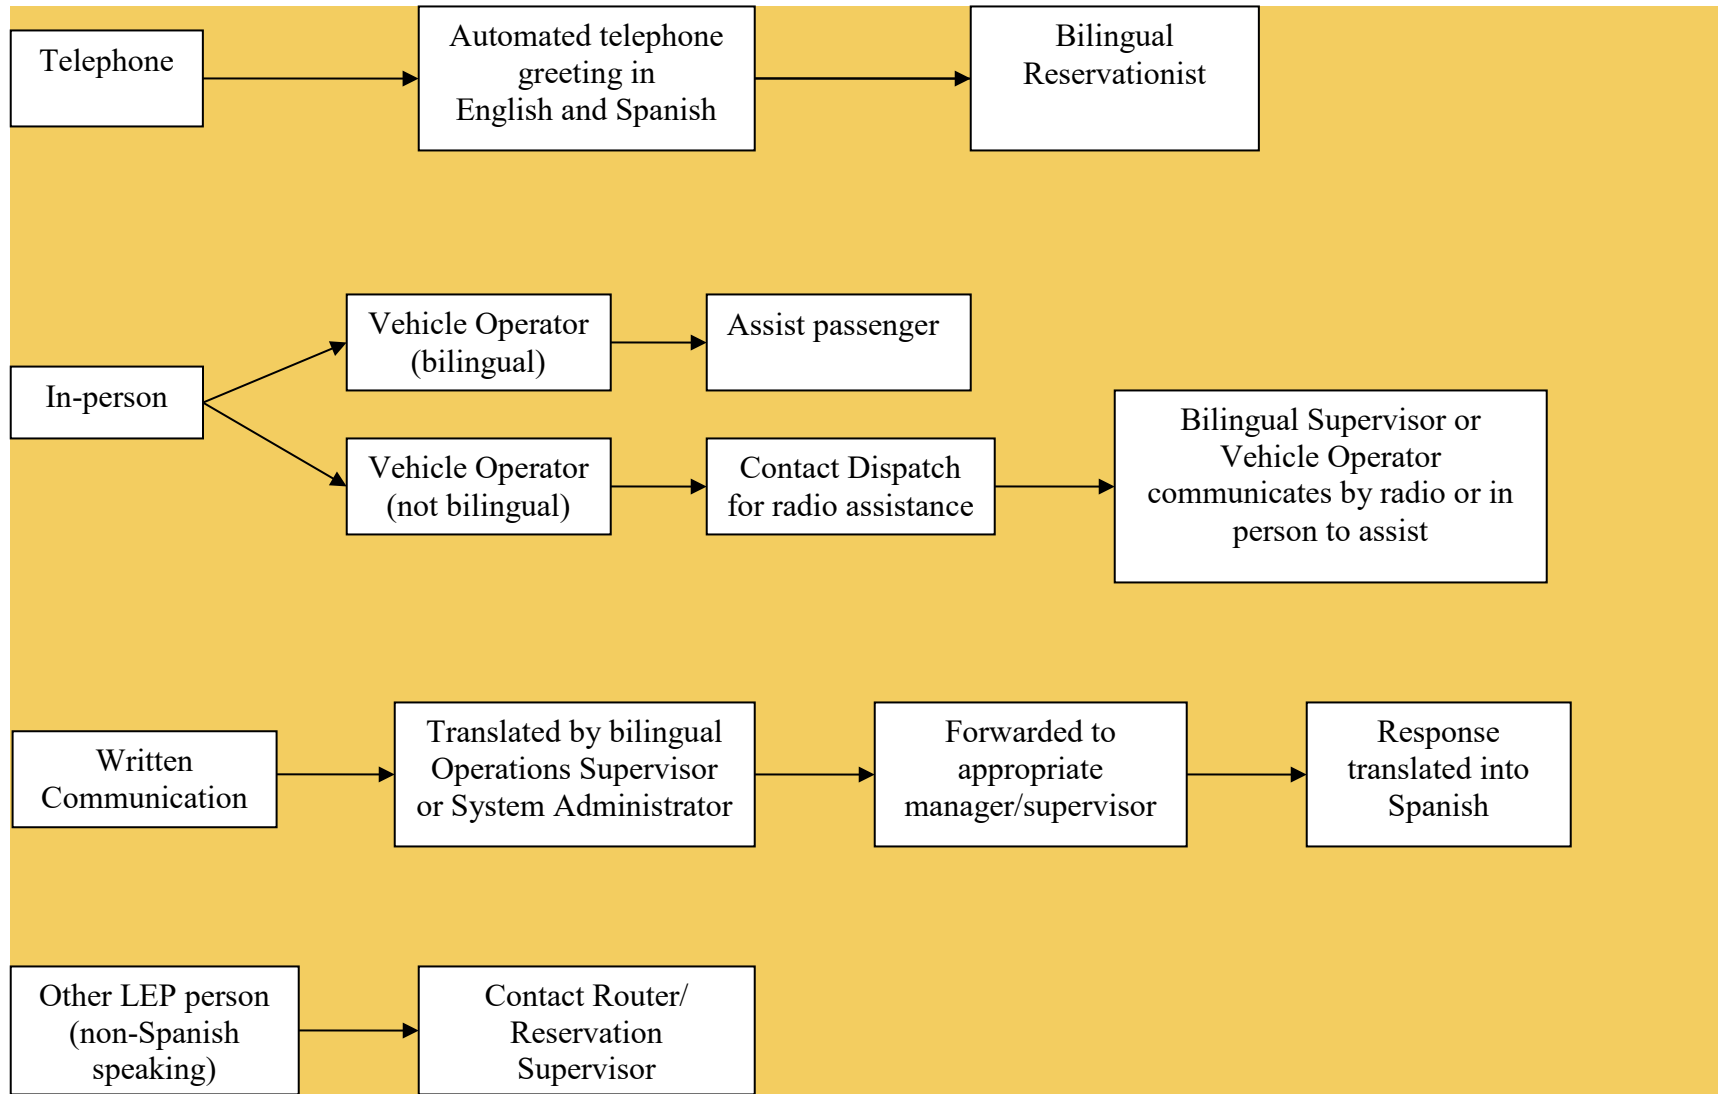 Telephone
Automated telephone
greeting in
English and Spanish
Bilingual
Reservationist
In-person
Vehicle Operator
(bilingual)
Assist passenger
Vehicle Operator
(not bilingual)
Contact Dispatch
for radio assistance
Bilingual Supervisor or
Vehicle Operator
communicates by radio or in
person to assist
Written
Communication
Translated by bilingual
Operations Supervisor
or System Administrator
Forwarded to
appropriate
manager/supervisor
Response
translated into
Spanish
Other LEP person
(non-Spanish
speaking)
Contact Router/
Reservation
Supervisor